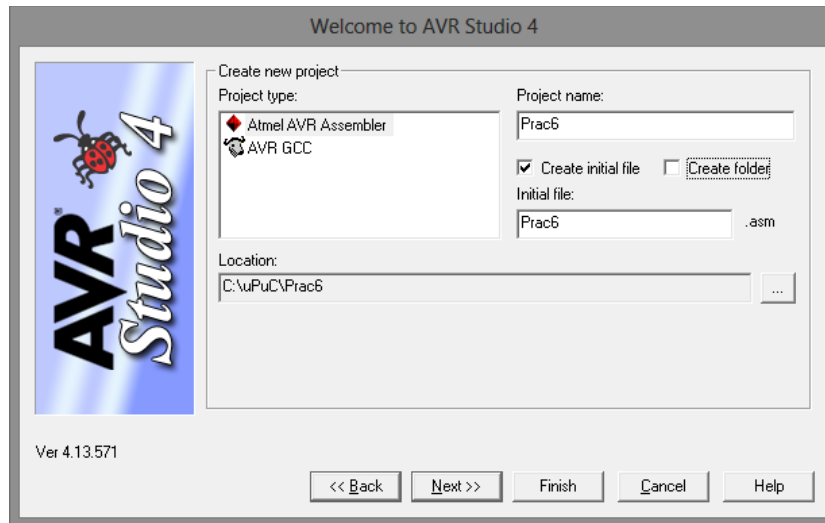 Welcome to AVR Studio 4
AVR Studio 4
Create new project
Project type:
Atmel AVR Assembler
AVR GCC
Project name:
Prac6
Create initial file
Create folder
Initial file:
Prac6
.asm
Location:
C:\uPuC\Prac6
...
Ver 4.13.571
<< Back
Next >>
Finish
Cancel
Help